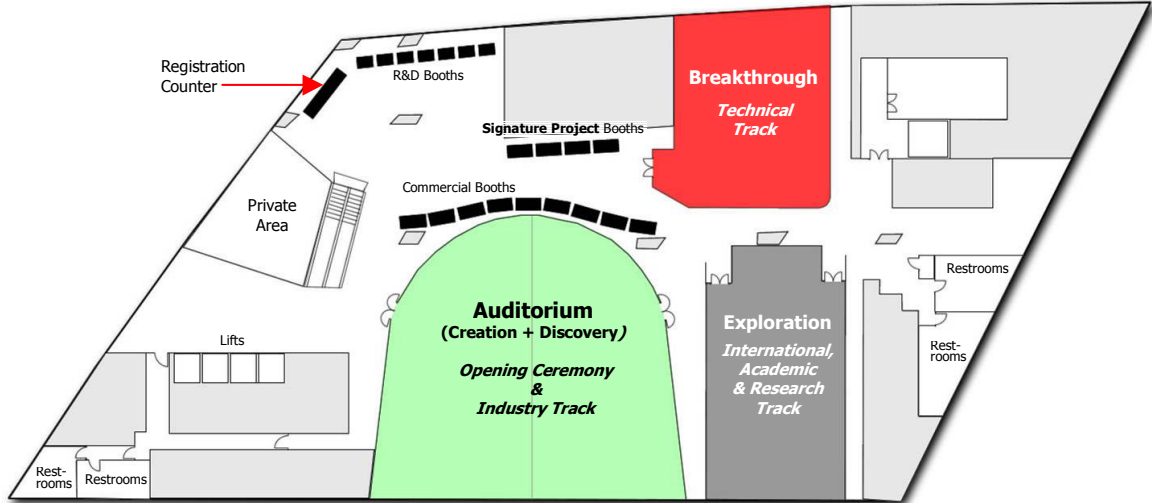 Registration
Counter
R&D Booths
Breakthrough
Technical
Track
Signature Project Booths
Commercial Booths
Private
Area
Restrooms
Auditorium
(Creation + Discovery)
Opening Ceremony
&
Industry Track
Exploration
International,
Academic
& Research
Track
Lifts
Rest-
rooms
Rest-
rooms
Restrooms